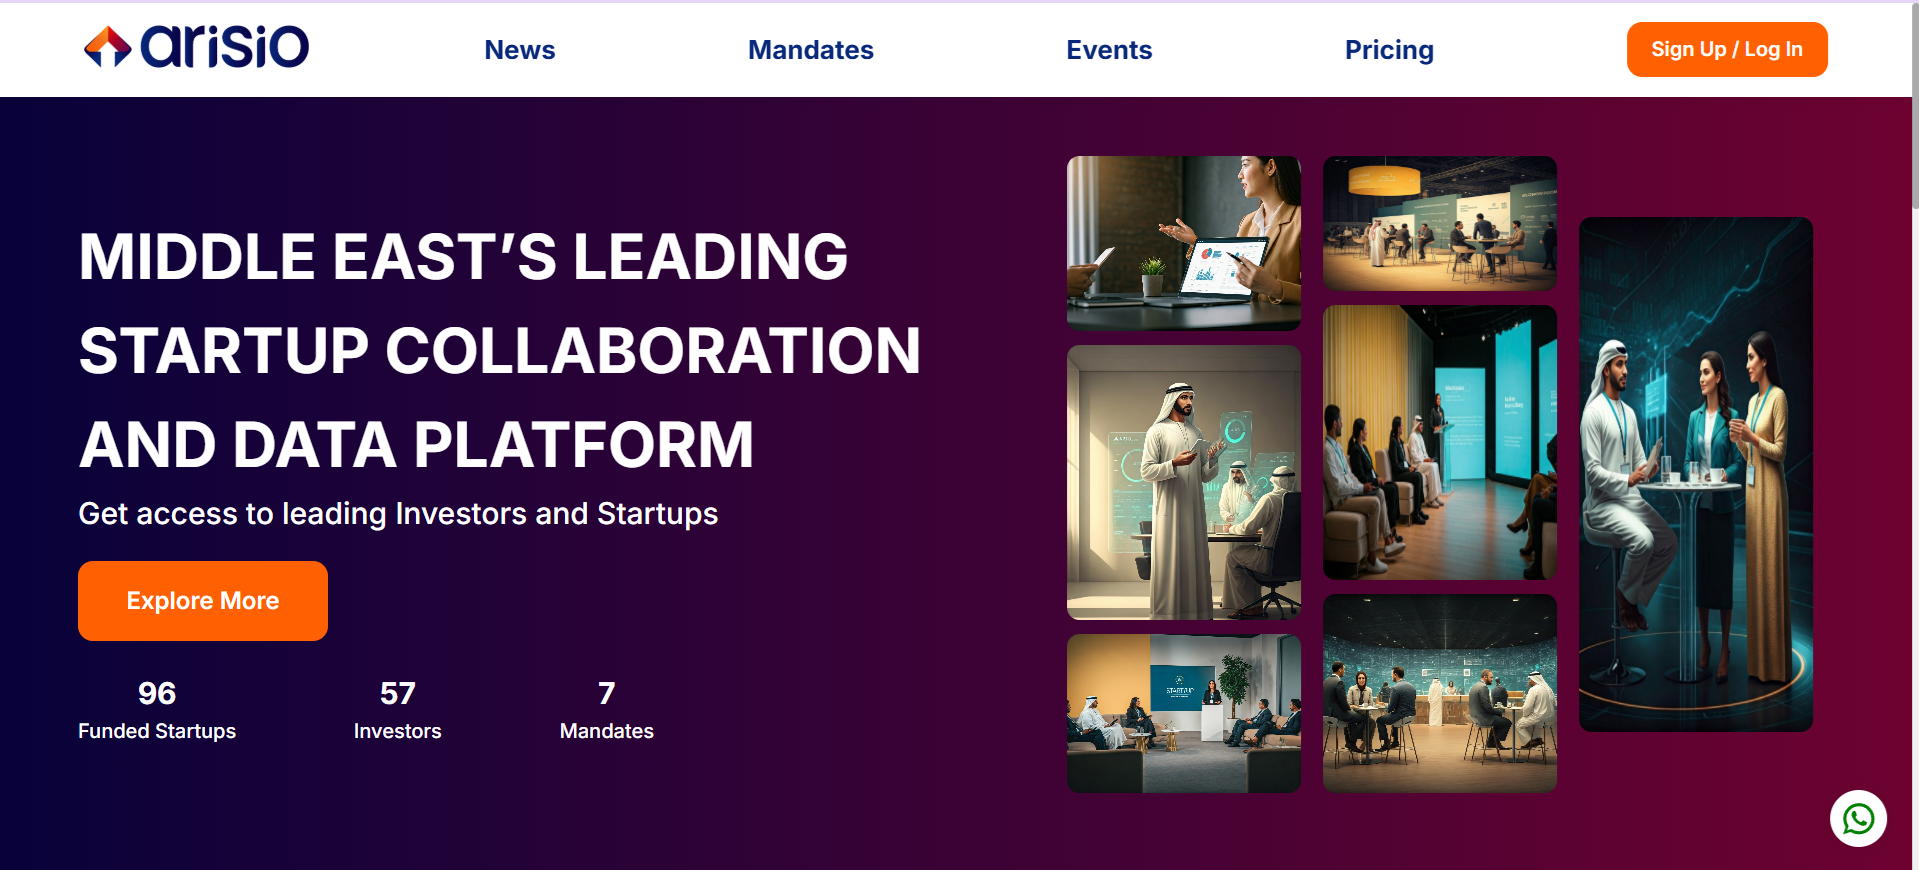 arisio
News
Mandates
Events
Pricing
Sign Up / Log In
MIDDLE EAST’S LEADING
STARTUP COLLABORATION
AND DATA PLATFORM
Get access to leading Investors and Startups
Explore More
96
Funded Startups
57
Investors
7
Mandates
STARTUP